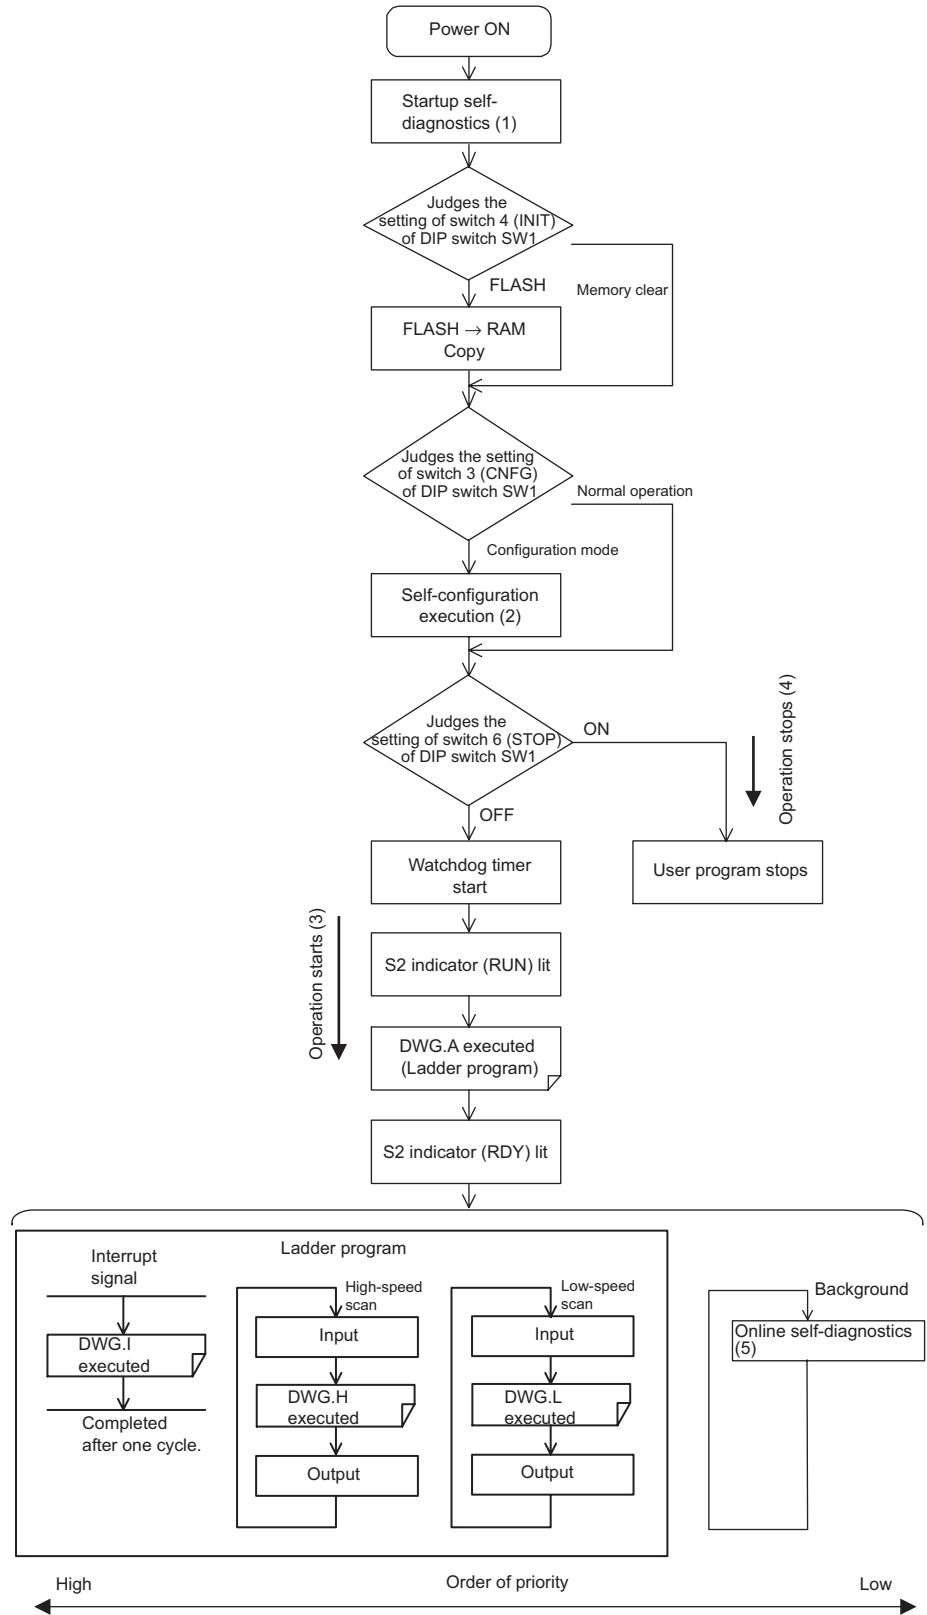 Power ON
Startup self-
diagnostics (1)
Judges the
setting of switch 4 (INIT)
of DIP switch SW1
FLASH
Memory clear
FLASH → RAM
Copy
Judges the setting
of switch 3 (CNFG)
of DIP switch SW1
Normal operation
Configuration mode
Self-configuration
execution (2)
Judges the
setting of switch 6 (STOP)
of DIP switch SW1
ON
Operation stops (4)
OFF
Watchdog timer
start
User program stops
Operation starts (3)
S2 indicator (RUN) lit
DWG.A executed
(Ladder program)
S2 indicator (RDY) lit
Ladder program
Interrupt
signal
DWG.I
executed
Completed
after one cycle.
High-speed
scan
Input
DWG.H
executed
Output
Low-speed
scan
Input
DWG.L
executed
Output
Background
Online self-diagnostics
(5)
High
Order of priority
Low